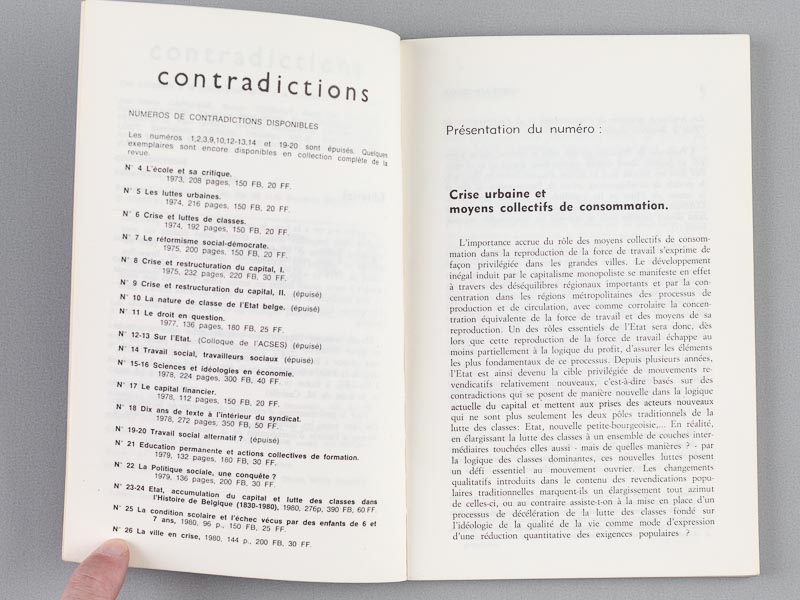 contradictions
NUMEROS DE CONTRADICTIONS DISPONIBLES
Les numéros 1,2,3,9,10,12-13,14 et 19-20 sont épuisés. Quelques
exemplaires sont encore disponibles en collection complète de la
revue.
N° 4 L'école et sa critique.
1973, 208 pages, 150 FB, 20 FF.
N° 5 Les luttes urbaines.
1974, 216 pages, 150 FB, 20 FF.
N° 6 Crise et luttes de classes.
1974, 192 pages, 150 FB, 20 FF.
N° 7 Le réformisme social-démocrate.
1975, 200 pages, 150 FB, 20 FF.
N° 8 Crise et restructuration du capital, I.
1975, 232 pages, 220 FB, 30 FF.
N° 9 Crise et restructuration du capital, II. (épuisé)
N° 10 La nature de classe de l'Etat belge. (épuisé)
N° 11 Le droit en question.
1977, 136 pages, 180 FB, 25 FF.
N° 12-13 Sur l'Etat. (Colloque de l'ACSES) (épuisé)
N° 14 Travail social, travailleurs sociaux (épuisé)
N° 15-16 Sciences et idéologies en économie.
1978, 224 pages, 300 FB, 40 FF.
N° 17 Le capital financier.
1978, 112 pages, 150 FB, 20 FF.
N° 18 Dix ans de texte à l'intérieur du syndicat.
1978, 272 pages, 350 FB, 50 FF.
N° 19-20 Travail social alternatif ? (épuisé)
N° 21 Education permanente et actions collectives de formation.
1979, 132 pages, 180 FB, 30 FF.
N° 22 La Politique sociale, une conquête ?
1979, 136 pages, 200 FB, 30 FF.
N° 23-24 Etat, accumulation du capital et lutte des classes dans
l'Histoire de Belgique (1830-1980), 1980, 276p, 390 FB, 60 FF.
N° 25 La condition scolaire et l'échec vécus par des enfants de 6 et
7 ans, 1980, 96 p., 150 FB, 25 FF.
N° 26 La ville en crise, 1980, 144 p., 200 FB, 30 FF.
Présentation du numéro :
Crise urbaine et
moyens collectifs de consommation.
L'importance accrue du rôle des moyens collectifs de consom-
mation dans la reproduction de la force de travail s'exprime de
façon privilégiée dans les grandes villes. Le développement
inégal induit par le capitalisme monopoliste se manifeste en effet
à travers des déséquilibres régionaux importants et par la con-
centration dans les régions métropolitaines des processus de
production et de circulation, avec comme corrolaire la concen-
tration équivalente de la force de travail et des moyens de sa
reproduction. Un des rôles essentiels de l'Etat sera donc, dès
lors que cette reproduction de la force de travail échappe au
moins partiellement à la logique du profit, d'assurer les éléments
les plus fondamentaux de ce processus. Depuis plusieurs années,
l'Etat est ainsi devenu la cible privilégiée de mouvements re-
vendicatifs relativement nouveaux, c'est-à-dire basés sur des
contradictions qui se posent de manière nouvelle dans la logique
actuelle du capital et mettent aux prises des acteurs nouveaux
qui ne sont plus seulement les deux pôles traditionnels de la
lutte des classes: Etat, nouvelle petite-bourgeoisie,... En réalité,
en élargissant la lutte des classes à un ensemble de couches inter-
médiaires touchées elles aussi - mais de quelles manières ? - par
la logique des classes dominantes, ces nouvelles luttes posent
un défi essentiel au mouvement ouvrier. Les changements
qualitatifs introduits dans le contenu des revendications popu-
laires traditionnelles marquent-ils un élargissement tout azimut
de celles-ci, ou au contraire assiste-t-on à la mise en place d'un
processus de décélération de la lutte des classes fondé sur
l'idéologie de la qualité de la vie comme mode d'expression
d'une réduction quantitative des exigences populaires ?